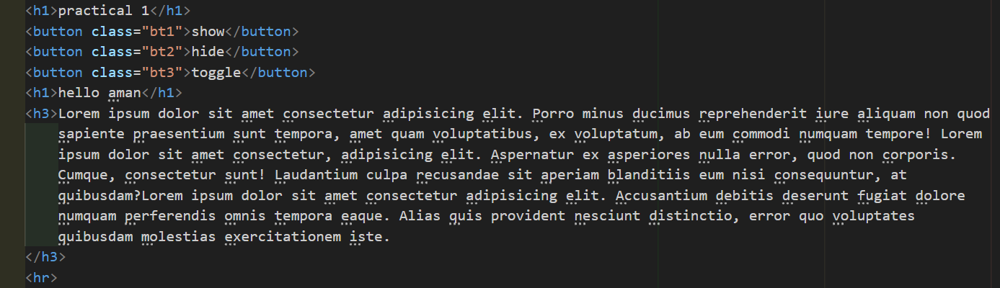 <h1>practical 1</h1>
<button class="bt1">show</button>
<button class="bt2">hide</button>
<button class="bt3">toggle</button>
<h1>hello aman</h1>
<h3>Lorem ipsum dolor sit amet consectetur adipisicing elit. Porro minus ducimus reprehenderit iure aliquam non quod
sapiente praesentium sunt tempora, amet quam voluptatibus, ex voluptatum, ab eum commodi numquam tempore! Lorem
ipsum dolor sit amet consectetur, adipisicing elit. Aspernatur ex asperiores nulla error, quod non corporis.
Cumque, consectetur sunt! Laudantium culpa recusandae sit aperiam blanditiis eum nisi consequuntur, at
quibusdam?Lorem ipsum dolor sit amet consectetur adipisicing elit. Accusantium debitis deserunt fugiat dolore
numquam perferendis omnis tempora eaque. Alias quis provident nesciunt distinctio, error quo voluptates
quibusdam molestias exercitationem iste.
</h3>
<hr>